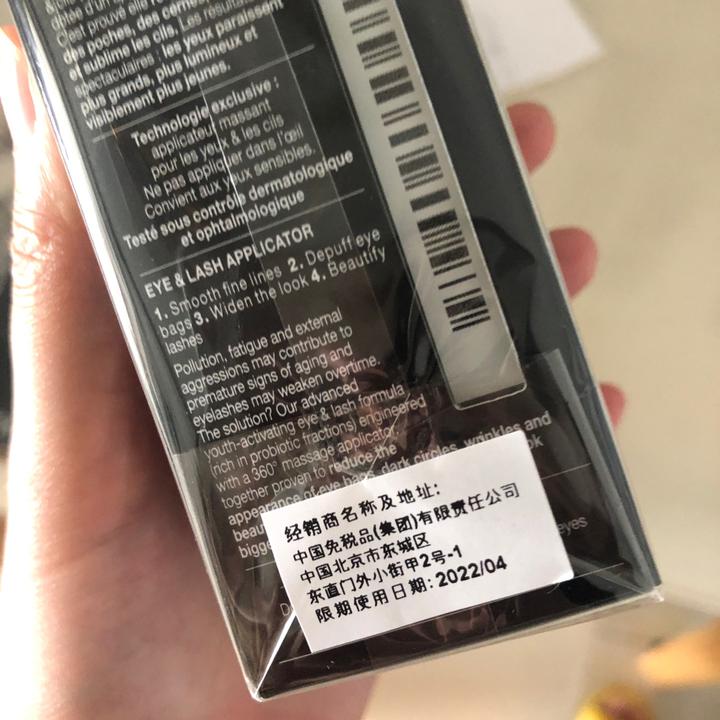 C'est prouvé elle
des poches, des cernes
et sublime les cils. Les résultats
spectaculaires : les yeux paraissent
plus grands, plus lumineux et
visiblement plus jeunes.
Technologie exclusive :
applicateur massant
pour les yeux & les cils
Ne pas appliquer dans l'œil
Convient aux yeux sensibles.
Testé sous contrôle dermatologique
et ophtalmologique
EYE & LASH APPLICATOR
1. Smooth fine lines 2. Depuff eye
bags 3. Widen the look 4. Beautify
lashes
Pollution, fatigue and external
aggressions may contribute to
premature signs of aging and
eyelashes may weaken overtime.
The solution? Our advanced
youth-activating eye & lash formula
(rich in probiotic fractions) engineered
with a 360° massage applicator
together proven to reduce the
appearance of eye bags, dark circles, wrinkles and
ok
eyes
经销商名称及地址:
中国免税品(集团)有限责任公司
中国北京市东城区
东直门外小街甲2号-1
限期使用日期: 2022/04